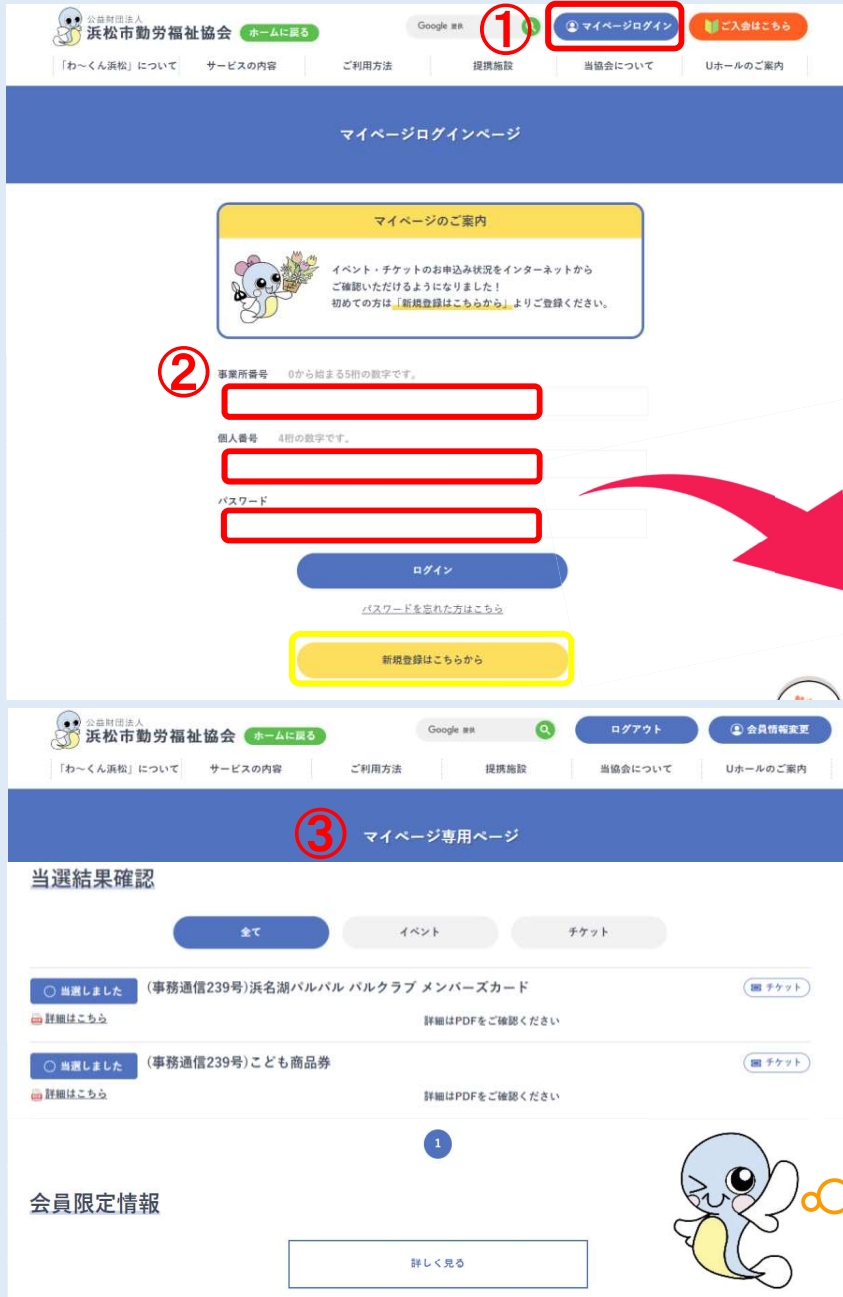 公益財団法人
浜松市勤労福祉協会
ホームに戻る
Google 提供
①
マイページログイン
ご入会はこちら
「わ～くん浜松」について
サービスの内容
ご利用方法
提携施設
当協会について
Uホールのご案内
マイページログインページ
マイページのご案内
イベント・チケットのお申込み状況をインターネットから
ご確認いただけるようになりました！
初めての方は「新規登録はこちらから」よりご登録ください。
②
事業所番号 0から始まる5桁の数字です。
個人番号 4桁の数字です。
パスワード
ログイン
パスワードを忘れた方はこちら
新規登録はこちらから
公益財団法人
浜松市勤労福祉協会
ホームに戻る
Google 提供
ログアウト
会員情報変更
「わ～くん浜松」について
サービスの内容
ご利用方法
提携施設
当協会について
Uホールのご案内
③
マイページ専用ページ
当選結果確認
全て
イベント
チケット
○ 当選しました
(事務通信239号)浜名湖パルパル パルクラブ メンバーズカード
チケット
詳細はこちら
詳細はPDFをご確認ください
○ 当選しました
(事務通信239号)こども商品券
チケット
詳細はこちら
詳細はPDFをご確認ください
1
会員限定情報
詳しく見る